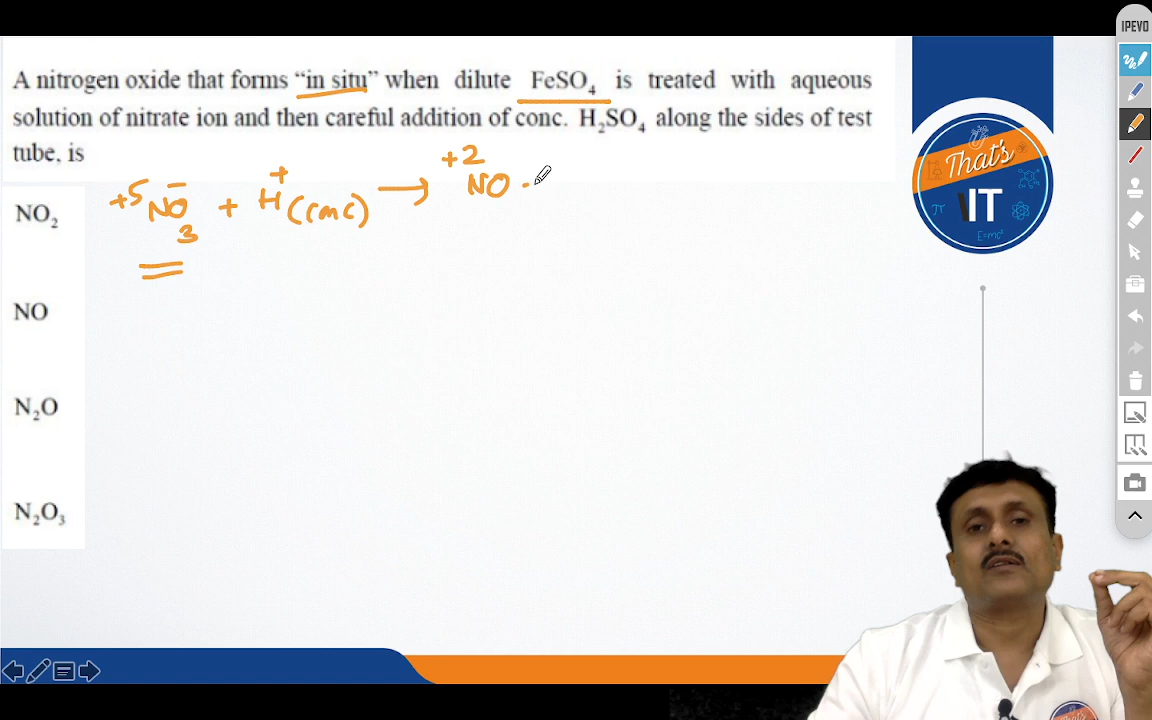 IPEVO
A nitrogen oxide that forms “in situ” when dilute FeSO₄ is treated with aqueous
solution of nitrate ion and then careful addition of conc. H₂SO₄ along the sides of test
tube, is
+5 NO₃⁻ + H⁺ (conc) → +2 NO
NO₂
NO
N₂O
N₂O₃
That's
IT
π
E=mc²